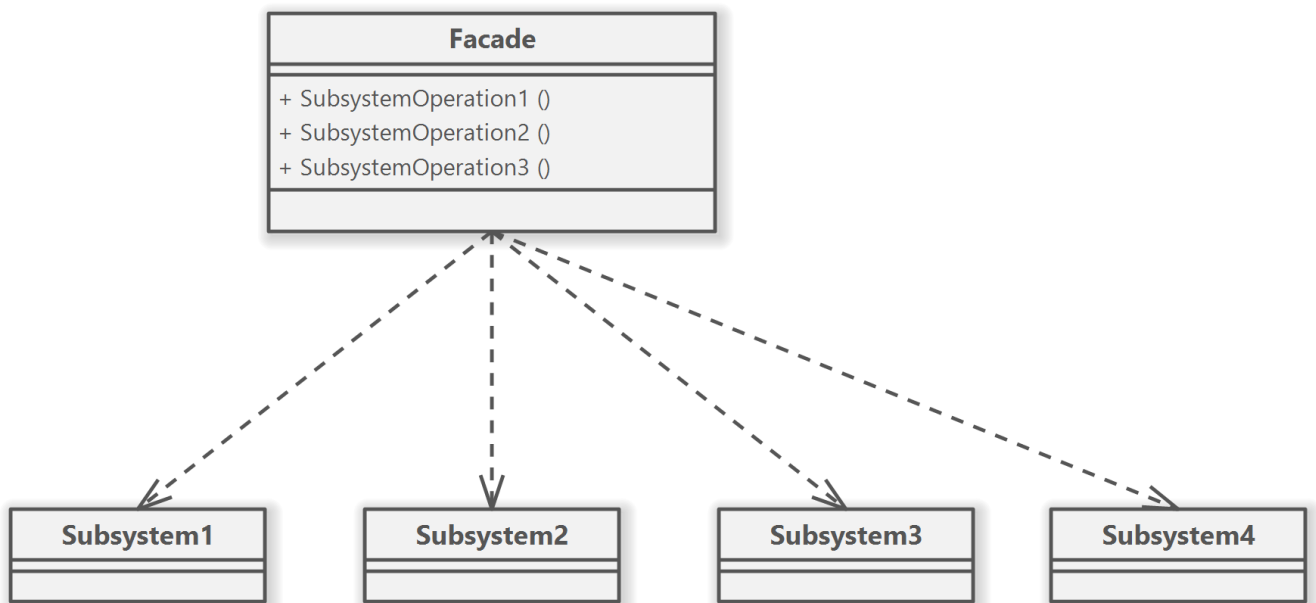 Facade
+ SubsystemOperation1 ()
+ SubsystemOperation2 ()
+ SubsystemOperation3 ()
Subsystem1
Subsystem2
Subsystem3
Subsystem4